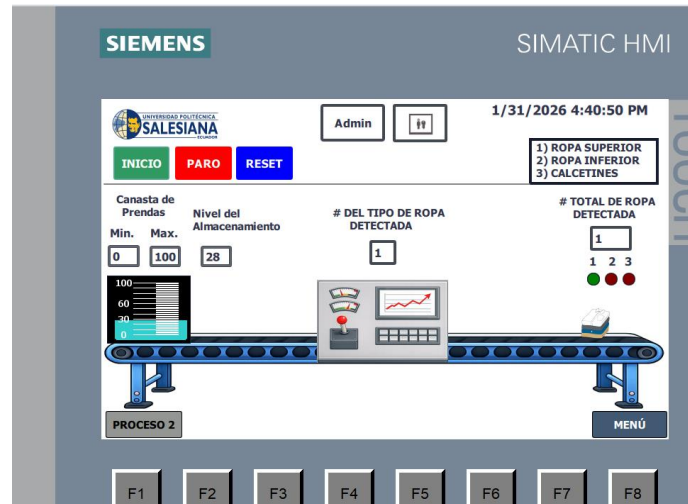 SIEMENS
SIMATIC HMI
TOUCH
UNIVERSIDAD POLITÉCNICA
SALESIANA
ECUADOR
Admin
1/31/2026 4:40:50 PM
INICIO
PARO
RESET
1) ROPA SUPERIOR
2) ROPA INFERIOR
3) CALCETINES
Canasta de
Prendas
Min. Max.
0 100
Nivel del
Almacenamiento
28
# DEL TIPO DE ROPA
DETECTADA
1
# TOTAL DE ROPA
DETECTADA
1
1 2 3
100
60
30
0
PROCESO 2
MENÚ
F1 F2 F3 F4 F5 F6 F7 F8